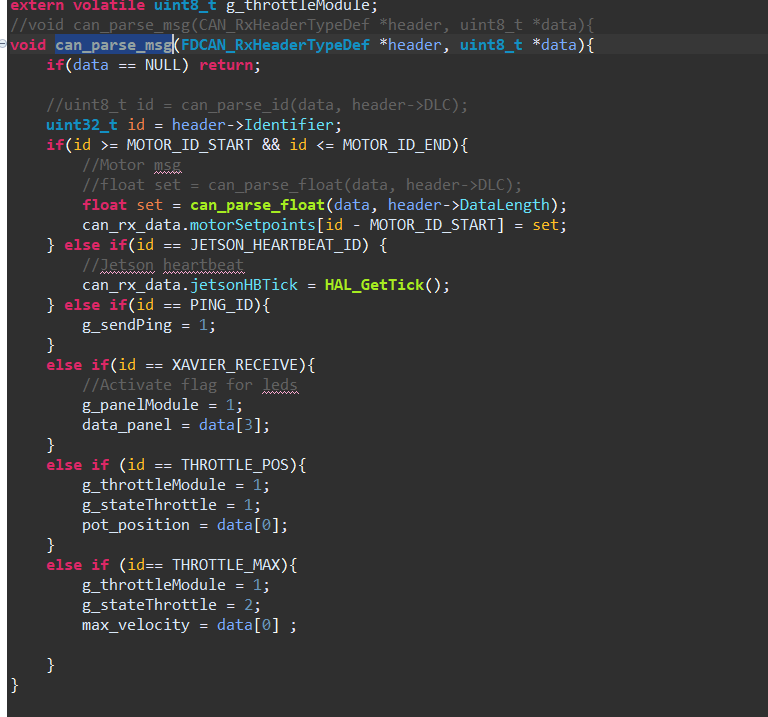 extern volatile uint8_t g_throttleModule;
//void can_parse_msg(CAN_RxHeaderTypeDef *header, uint8_t *data){
void can_parse_msg(FDCAN_RxHeaderTypeDef *header, uint8_t *data){
    if(data == NULL) return;

    //uint8_t id = can_parse_id(data, header->DLC);
    uint32_t id = header->Identifier;
    if(id >= MOTOR_ID_START && id <= MOTOR_ID_END){
        //Motor msg
        //float set = can_parse_float(data, header->DLC);
        float set = can_parse_float(data, header->DataLength);
        can_rx_data.motorSetpoints[id - MOTOR_ID_START] = set;
    } else if(id == JETSON_HEARTBEAT_ID) {
        //Jetson heartbeat
        can_rx_data.jetsonHBTick = HAL_GetTick();
    } else if(id == PING_ID){
        g_sendPing = 1;
    }
    else if(id == XAVIER_RECEIVE){
        //Activate flag for leds
        g_panelModule = 1;
        data_panel = data[3];
    }
    else if (id == THROTTLE_POS){
        g_throttleModule = 1;
        g_stateThrottle = 1;
        pot_position = data[0];
    }
    else if (id== THROTTLE_MAX){
        g_throttleModule = 1;
        g_stateThrottle = 2;
        max_velocity = data[0] ;

    }
}